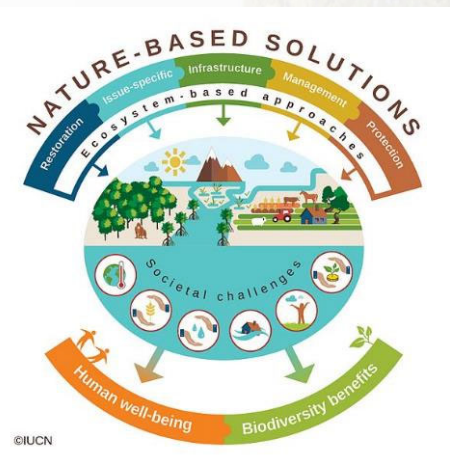 NATURE-BASED SOLUTIONS
Restoration
Issue-specific
Infrastructure
Management
Protection
Ecosystem-based approaches
Societal challenges
Human well-being
Biodiversity benefits
©IUCN